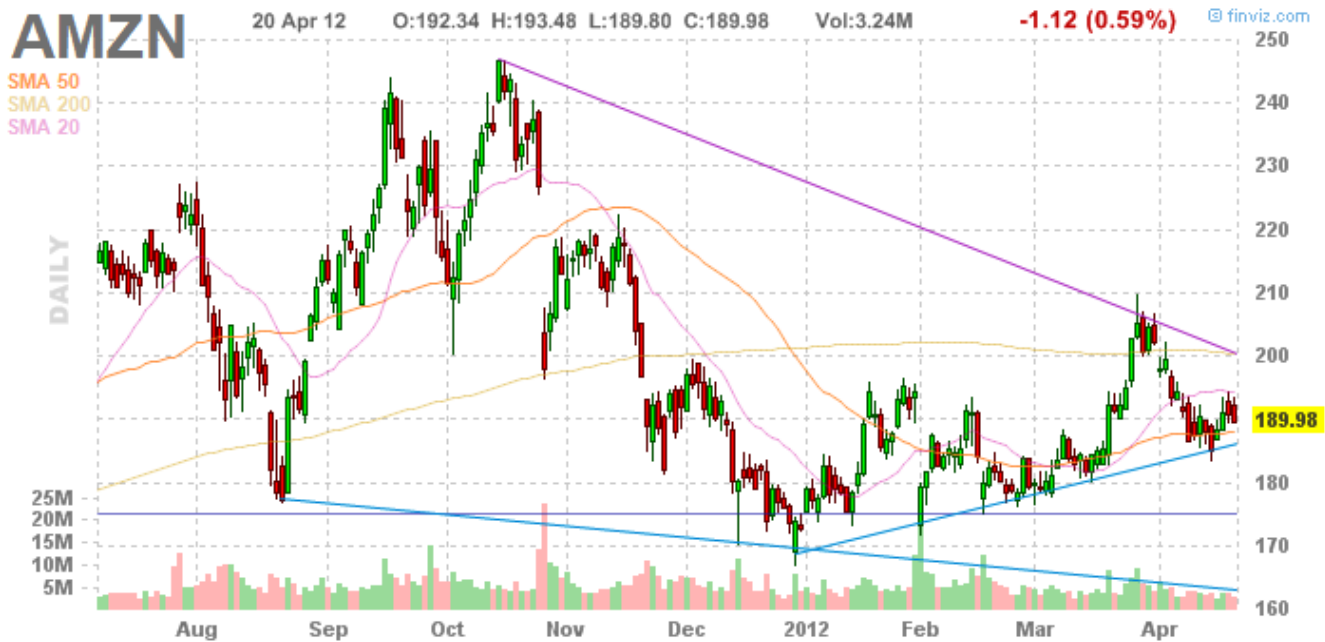 AMZN 20 Apr 12 O:192.34 H:193.48 L:189.80 C:189.98 Vol:3.24M -1.12 (0.59%) © finviz.com
SMA 50
SMA 200
SMA 20
DAILY
250
240
230
220
210
200
189.98
180
170
160
25M
20M
15M
10M
5M
Aug Sep Oct Nov Dec 2012 Feb Mar Apr